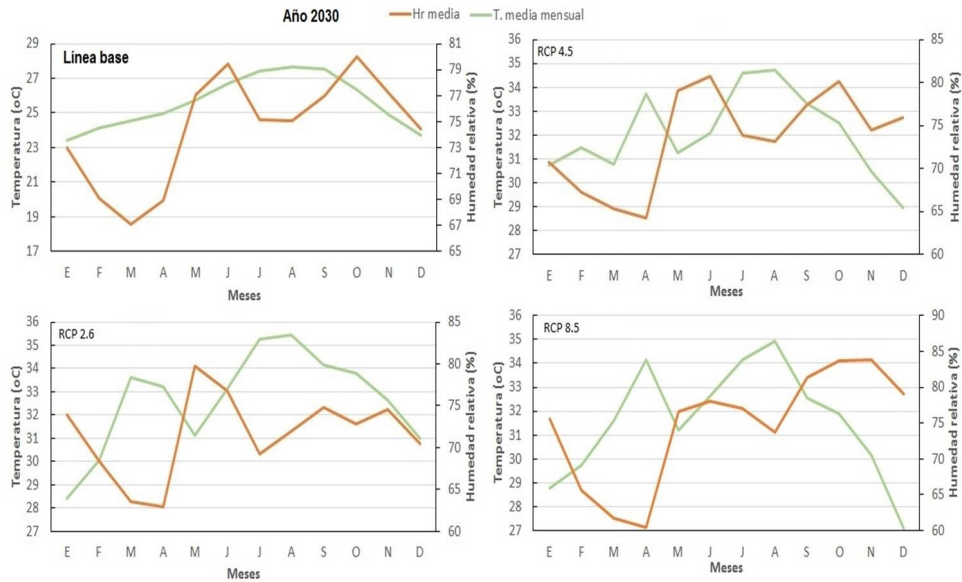 Año 2030
Hr media
T. media mensual
Línea base
Temperatura (oC)
29
27
25
23
21
19
17
81
79
77
75
73
71
69
67
65
Humedad relativa (%)
E F M A M J J A S O N D
Meses
RCP 4.5
Temperatura (oC)
36
35
34
33
32
31
30
29
28
27
85
80
75
70
65
60
Humedad relativa (%)
E F M A M J J A S O N D
Meses
RCP 2.6
Temperatura (oC)
36
35
34
33
32
31
30
29
28
27
85
80
75
70
65
60
Humedad relativa (%)
E F M A M J J A S O N D
Meses
RCP 8.5
Temperatura (oC)
36
35
34
33
32
31
30
29
28
27
90
85
80
75
70
65
60
Humedad relativa (%)
E F M A M J J A S O N D
Meses